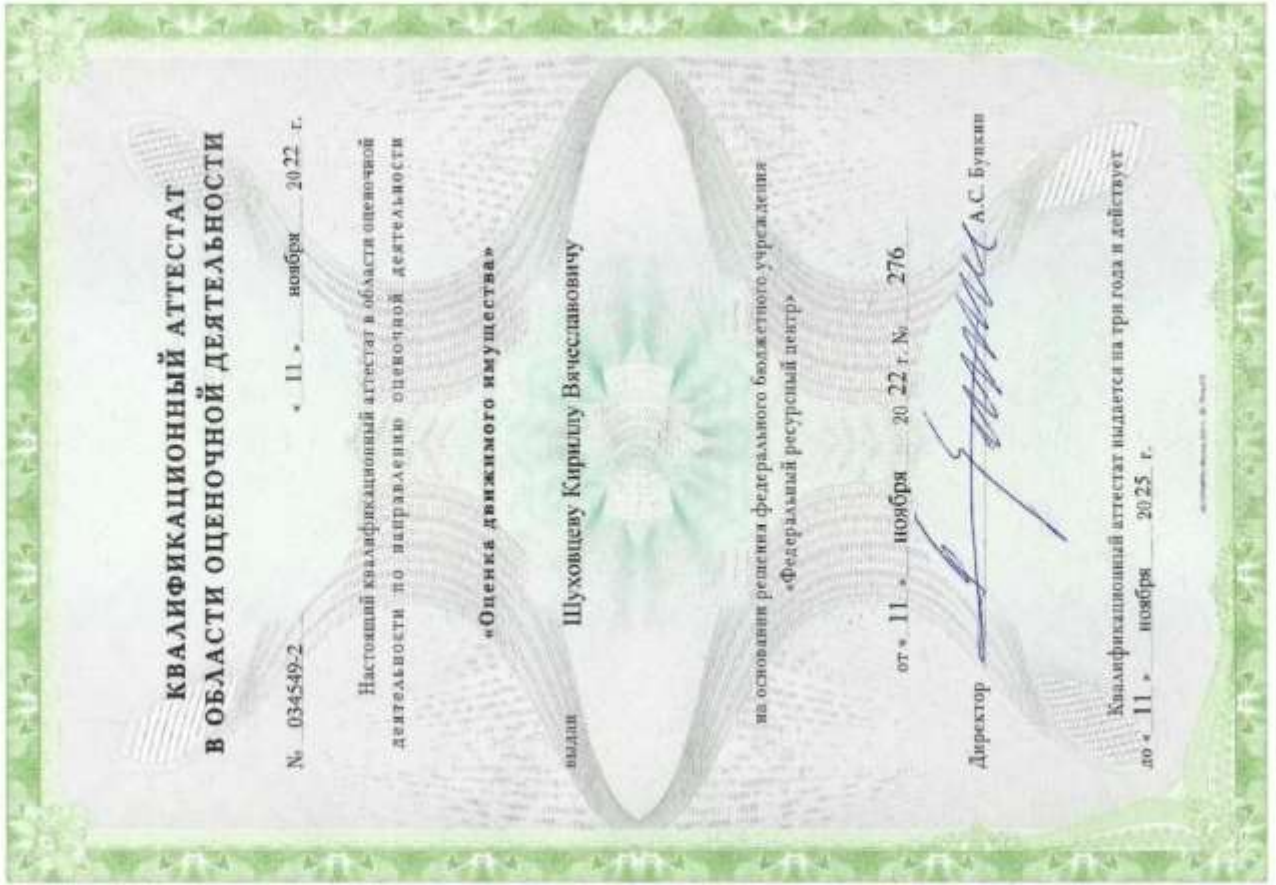 КВАЛИФИКАЦИОННЫЙ АТТЕСТАТ
В ОБЛАСТИ ОЦЕНОЧНОЙ ДЕЯТЕЛЬНОСТИ
№ 034549-2 « 11 » ноября 20 22 г.
Настоящий квалификационный аттестат в области оценочной
деятельности по направлению оценочной деятельности
«Оценка движимого имущества»
выдан Шуховцеву Кириллу Вячеславовичу
на основании решения федерального бюджетного учреждения
«Федеральный ресурсный центр»
от « 11 » ноября 20 22 г. № 276
Директор А.С. Бункин
Квалификационный аттестат выдается на три года и действует
до « 11 » ноября 20 25 г.